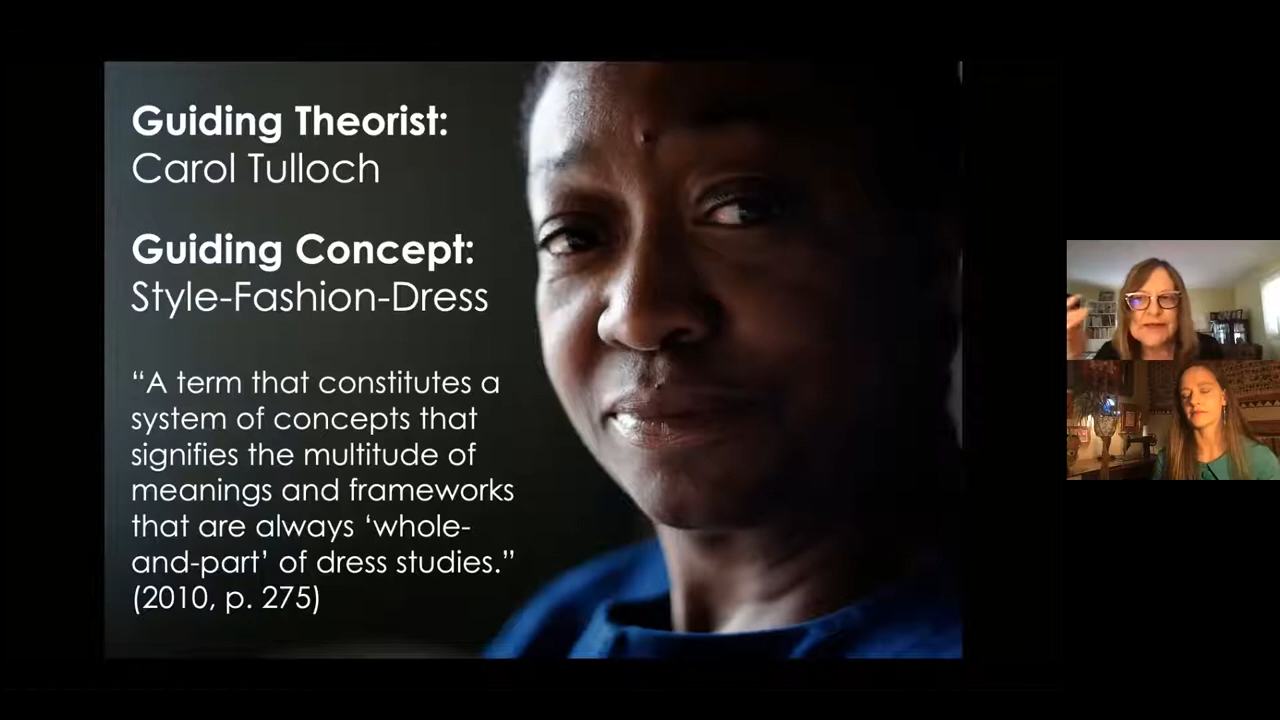 Guiding Theorist:
Carol Tulloch
Guiding Concept:
Style-Fashion-Dress
“A term that constitutes a
system of concepts that
signifies the multitude of
meanings and frameworks
that are always ‘whole-
and-part’ of dress studies.”
(2010, p. 275)